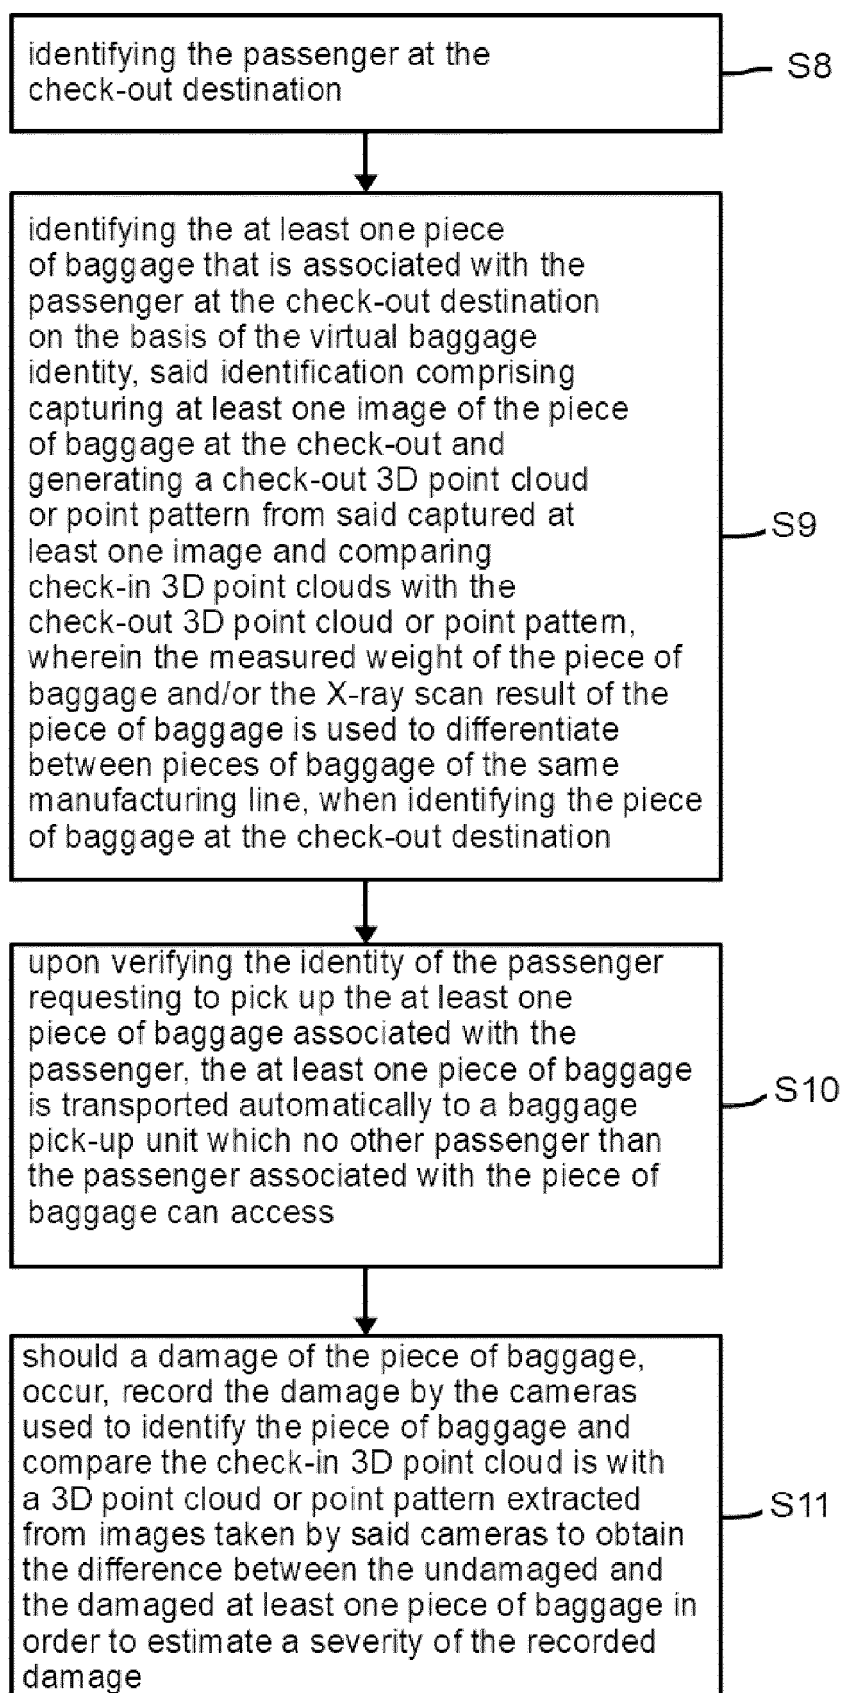 identifying the passenger at the
check-out destination
S8
identifying the at least one piece
of baggage that is associated with the
passenger at the check-out destination
on the basis of the virtual baggage
identity, said identification comprising
capturing at least one image of the piece
of baggage at the check-out and
generating a check-out 3D point cloud
or point pattern from said captured at
least one image and comparing
check-in 3D point clouds with the
check-out 3D point cloud or point pattern,
wherein the measured weight of the piece of
baggage and/or the X-ray scan result of the
piece of baggage is used to differentiate
between pieces of baggage of the same
manufacturing line, when identifying the piece
of baggage at the check-out destination
S9
upon verifying the identity of the passenger
requesting to pick up the at least one
piece of baggage associated with the
passenger, the at least one piece of baggage
is transported automatically to a baggage
pick-up unit which no other passenger than
the passenger associated with the piece of
baggage can access
S10
should a damage of the piece of baggage,
occur, record the damage by the cameras
used to identify the piece of baggage and
compare the check-in 3D point cloud is with
a 3D point cloud or point pattern extracted
from images taken by said cameras to obtain
the difference between the undamaged and
the damaged at least one piece of baggage in
order to estimate a severity of the recorded
damage
S11